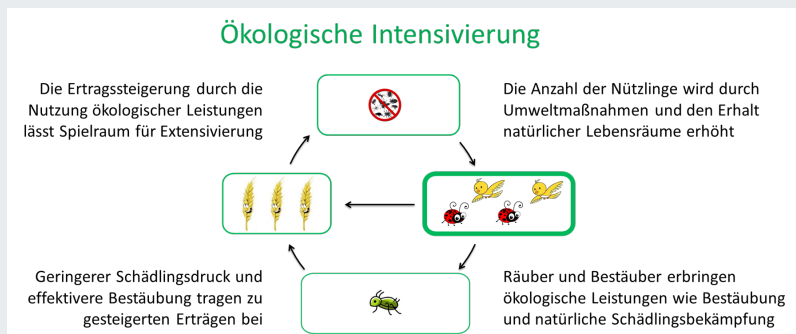 Ökologische Intensivierung
Die Ertragssteigerung durch die
Nutzung ökologischer Leistungen
lässt Spielraum für Extensivierung
Die Anzahl der Nützlinge wird durch
Umweltmaßnahmen und den Erhalt
natürlicher Lebensräume erhöht
Geringerer Schädlingsdruck und
effektivere Bestäubung tragen zu
gesteigerten Erträgen bei
Räuber und Bestäuber erbringen
ökologische Leistungen wie Bestäubung
und natürliche Schädlingsbekämpfung